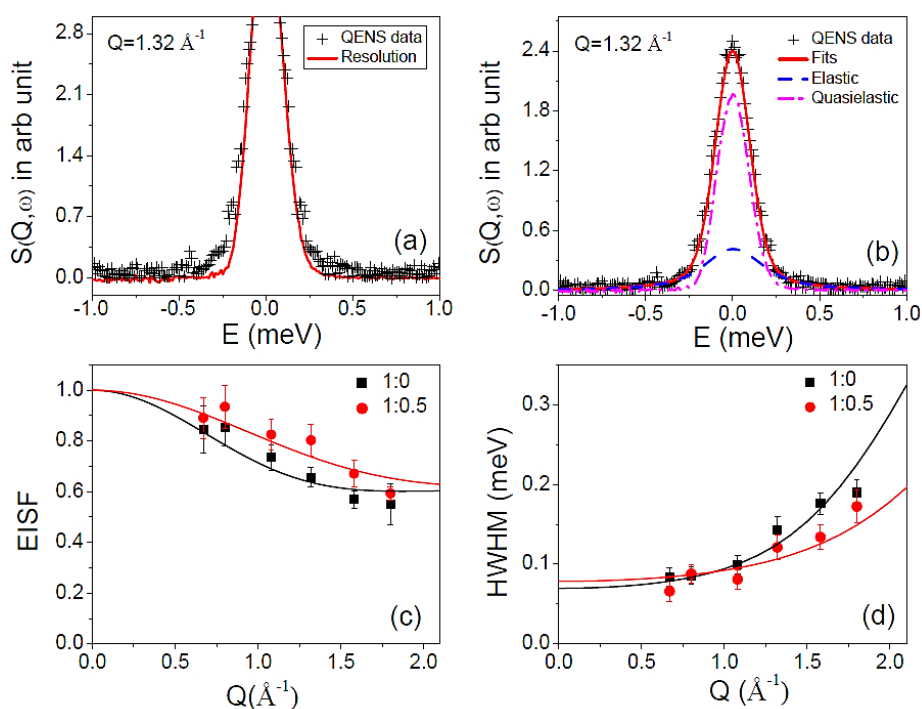 Q=1.32 Å⁻¹
QENS data
Resolution
(a)
S(Q,ω) in arb unit
2.8
2.1
1.4
0.7
0.0
-1.0 -0.5 0.0 0.5 1.0
E (meV)
Q=1.32 Å⁻¹
QENS data
Fits
Elastic
Quasielastic
(b)
S(Q,ω) in arb unit
2.4
1.8
1.2
0.6
0.0
-1.0 -0.5 0.0 0.5 1.0
E (meV)
1:0
1:0.5
(c)
EISF
1.0
0.8
0.6
0.4
0.2
0.0
0.0 0.5 1.0 1.5 2.0
Q(Å⁻¹)
1:0
1:0.5
(d)
HWHM (meV)
0.3
0.2
0.1
0.0
0.0 0.5 1.0 1.5 2.0
Q (Å⁻¹)